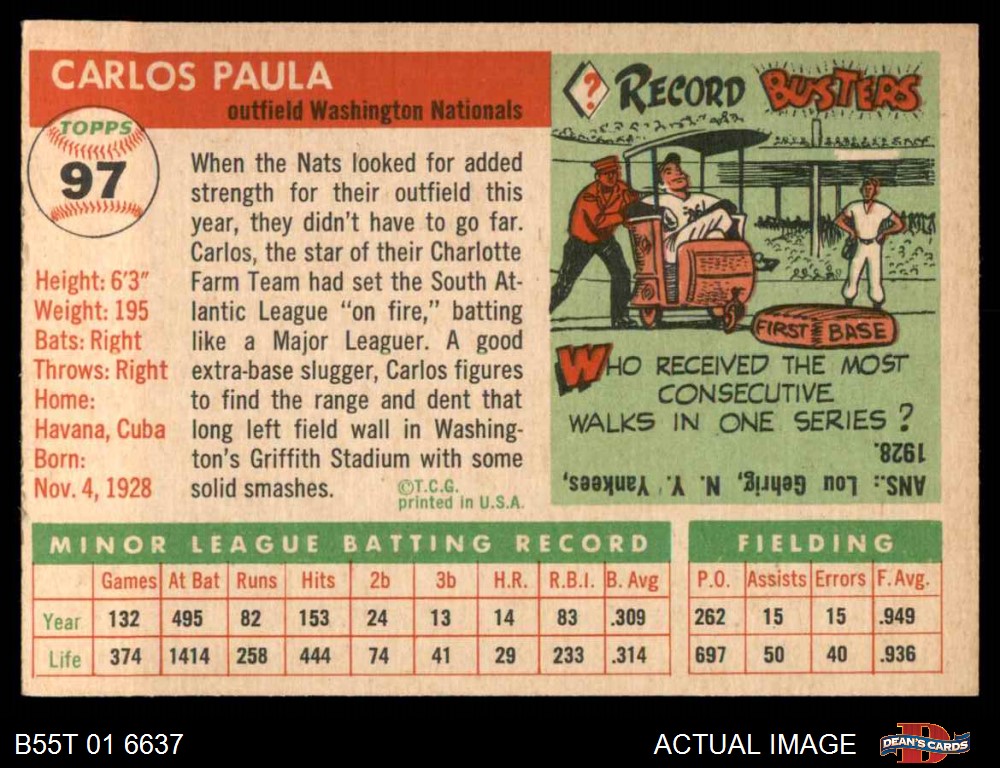 CARLOS PAULA
outfield Washington Nationals
TOPPS
97
When the Nats looked for added
strength for their outfield this
year, they didn't have to go far.
Carlos, the star of their Charlotte
Farm Team had set the South At-
lantic League "on fire," batting
like a Major Leaguer. A good
extra-base slugger, Carlos figures
to find the range and dent that
long left field wall in Washing-
ton's Griffith Stadium with some
solid smashes.
©T.C.G.
printed in U.S.A.
Height: 6'3"
Weight: 195
Bats: Right
Throws: Right
Home:
Havana, Cuba
Born:
Nov. 4, 1928
? RECORD BUSTERS
FIRST BASE
WHO RECEIVED THE MOST
CONSECUTIVE
WALKS IN ONE SERIES ?
ANS.: Lou Gehrig, N. Y. Yankees,
1928.
MINOR LEAGUE BATTING RECORD
Games At Bat Runs Hits 2b 3b H.R. R.B.I. B. Avg
Year 132 495 82 153 24 13 14 83 .309
Life 374 1414 258 444 74 41 29 233 .314
FIELDING
P.O. Assists Errors F. Avg.
262 15 15 .949
697 50 40 .936
B55T 01 6637
ACTUAL IMAGE
DEAN'S CARDS